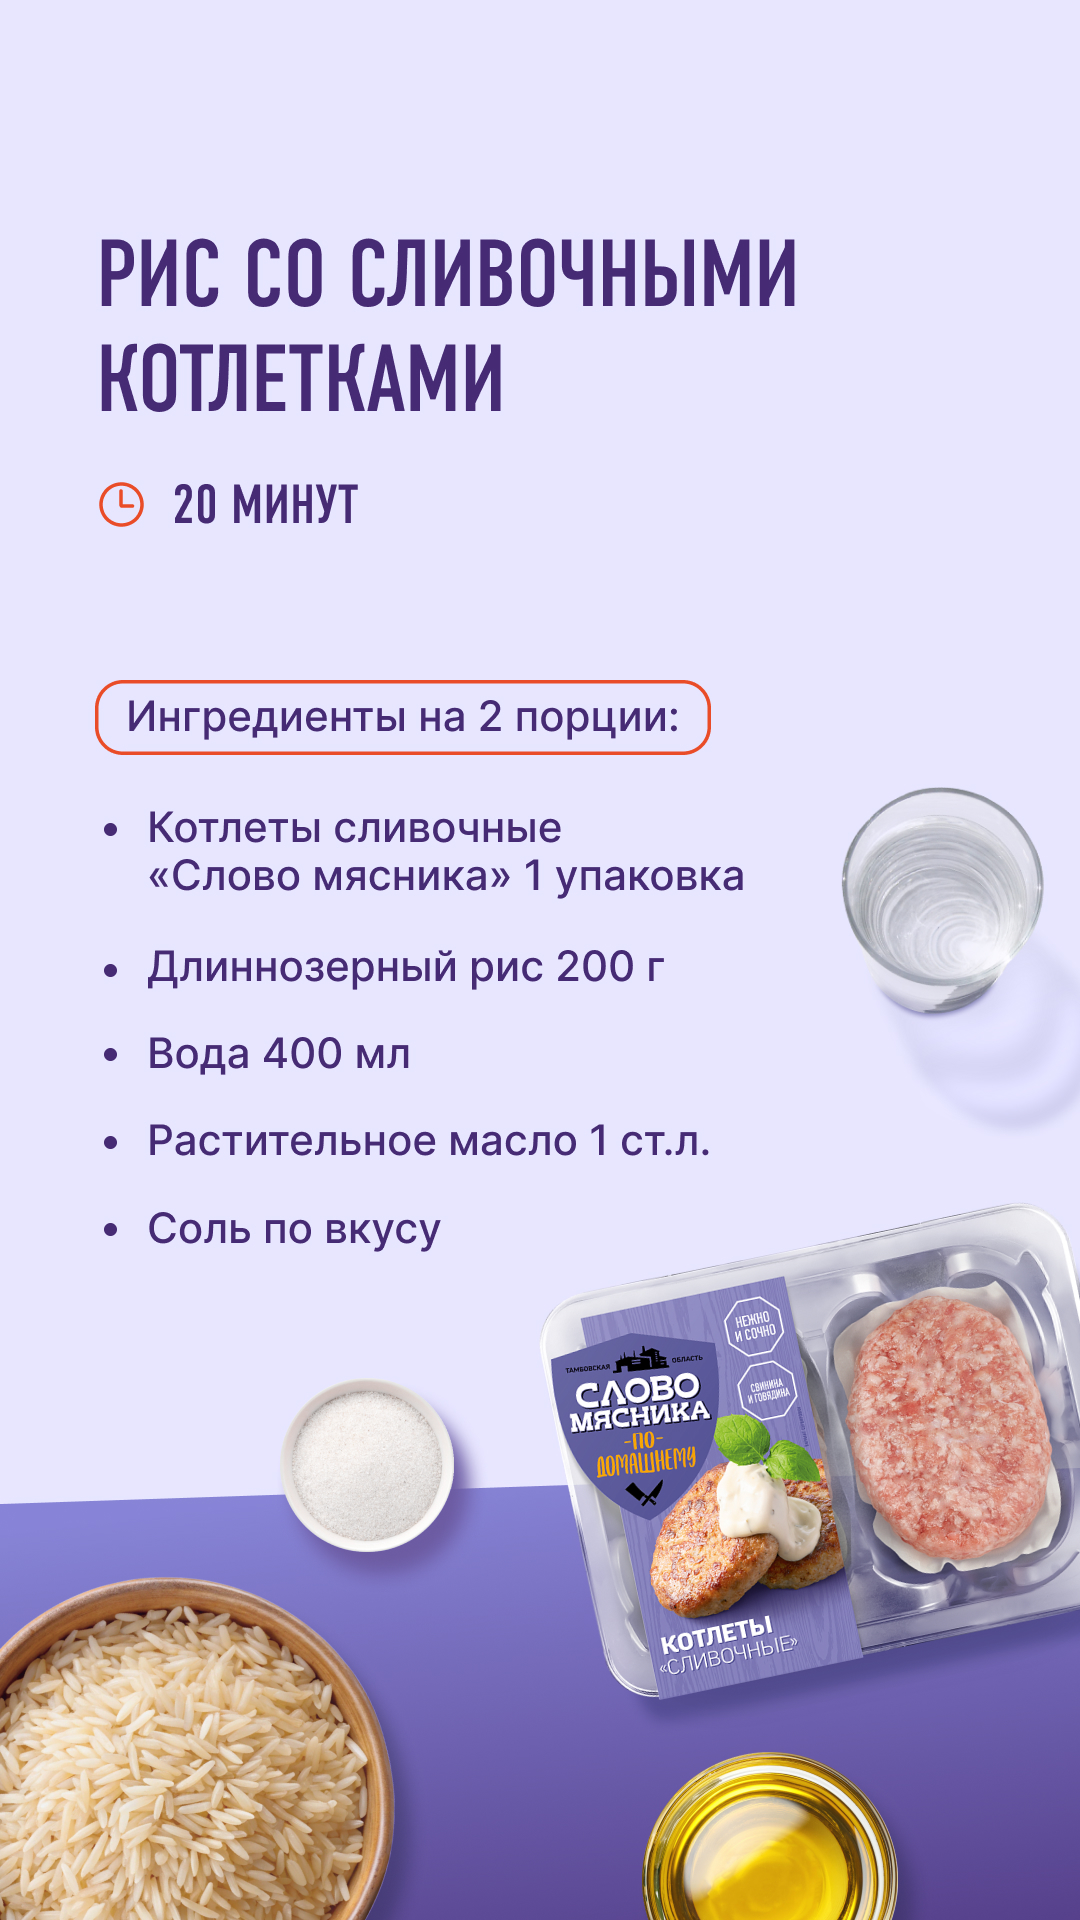 РИС СО СЛИВОЧНЫМИ
КОТЛЕТКАМИ
20 МИНУТ
Ингредиенты на 2 порции:
• Котлеты сливочные
«Слово мясника» 1 упаковка
• Длиннозерный рис 200 г
• Вода 400 мл
• Растительное масло 1 ст.л.
• Соль по вкусу
НЕЖНО
И СОЧНО
ТАМБОВСКАЯ ОБЛАСТЬ
СЛОВО
МЯСНИКА
-ПО-
ДОМАШНЕМУ
СВИНИНА
И ГОВЯДИНА
КОТЛЕТЫ
«СЛИВОЧНЫЕ»